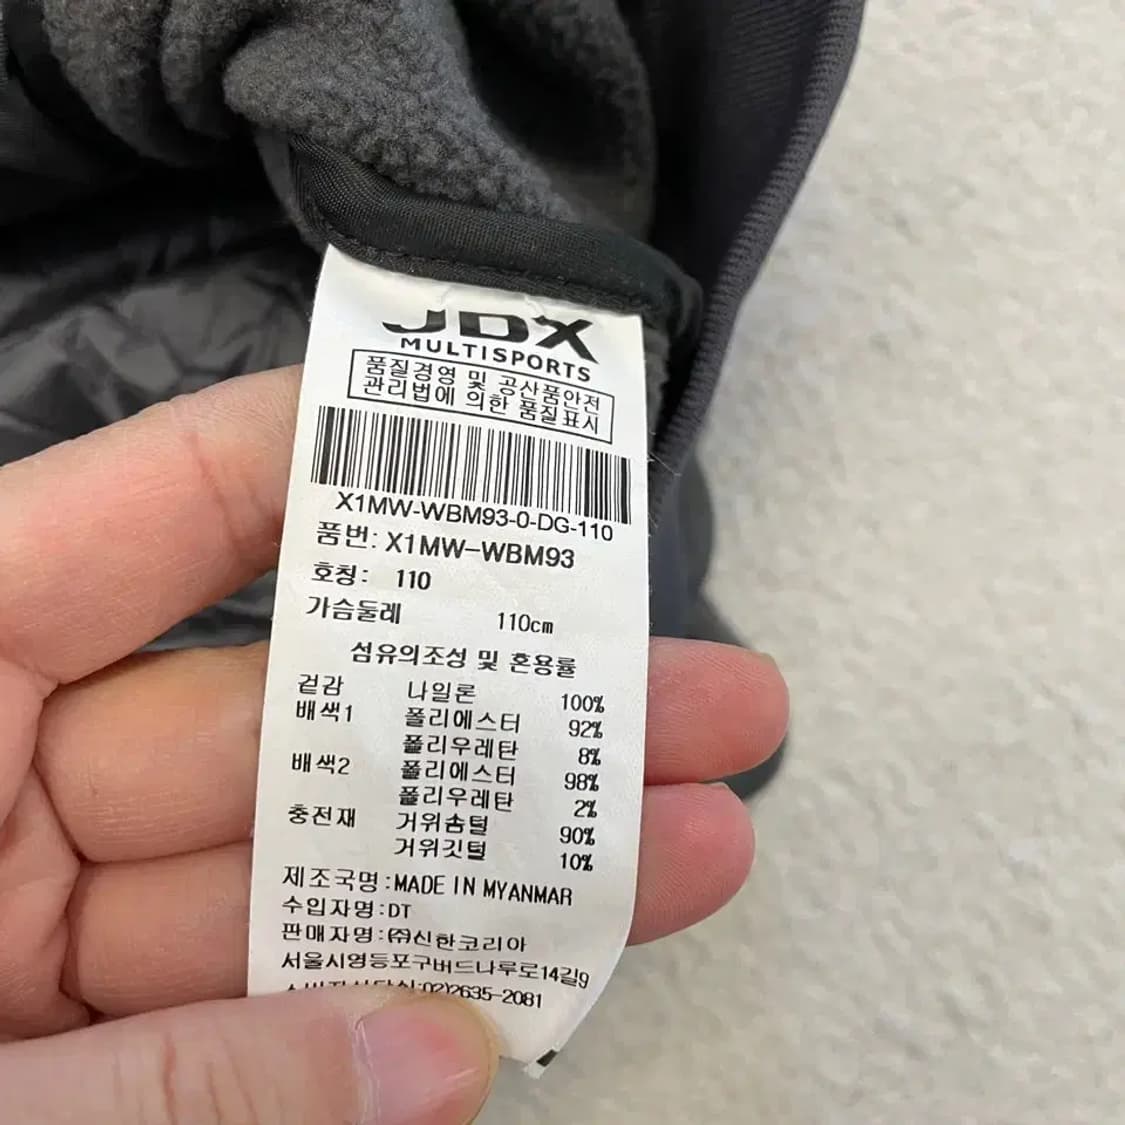 JDX
MULTISPORTS
품질경영 및 공산품안전
관리법에 의한 품질표시
X1MW-WBM93-0-DG-110
품번: X1MW-WBM93
호칭: 110
가슴둘레 110cm
섬유의조성 및 혼용률
겉감 나일론 100%
배색1 폴리에스터 92%
폴리우레탄 8%
배색2 폴리에스터 98%
폴리우레탄 2%
충전재 거위솜털 90%
거위깃털 10%
제조국명:MADE IN MYANMAR
수입자명:DT
판매자명:㈜신한코리아
서울시영등포구버드나루로14길9
02)2635-2081